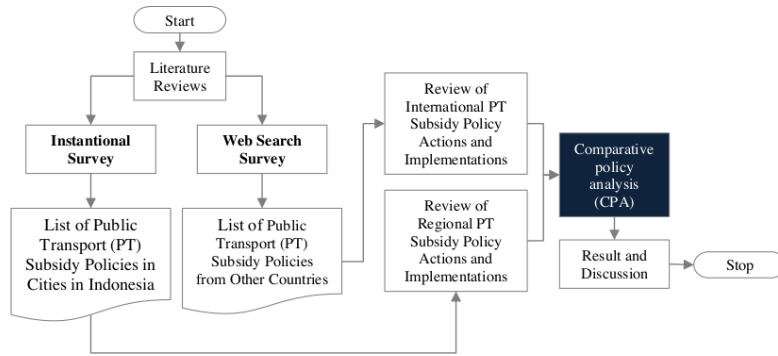 Start
Literature
Reviews
Instantional
Survey
Web Search
Survey
List of Public
Transport (PT)
Subsidy Policies in
Cities in Indonesia
List of Public
Transport (PT)
Subsidy Policies
from Other Countries
Review of
International PT
Subsidy Policy
Actions and
Implementations
Review of
Regional PT
Subsidy Policy
Actions and
Implementations
Comparative
policy
analysis
(CPA)
Result and
Discussion
Stop